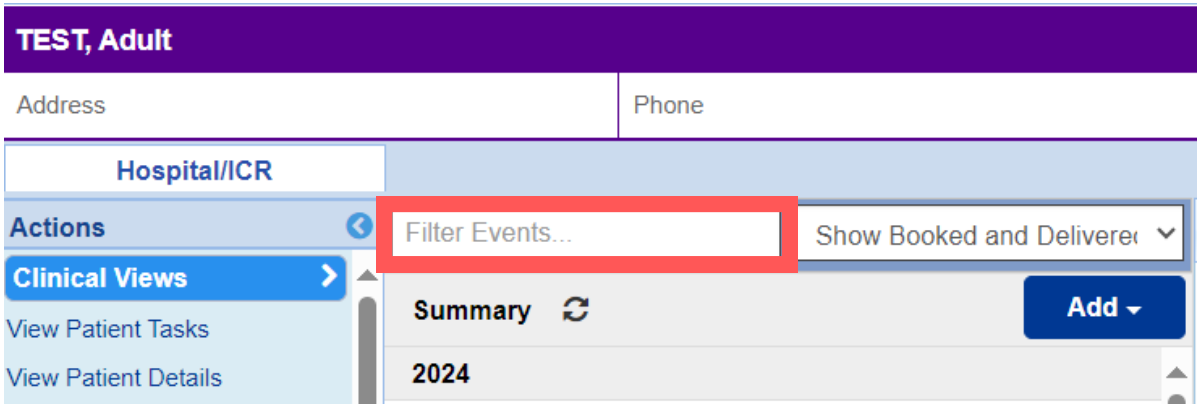 TEST, Adult
Address
Phone
Hospital/ICR
Actions
Filter Events...
Show Booked and Delivered
Clinical Views
Summary
Add
View Patient Tasks
View Patient Details
2024